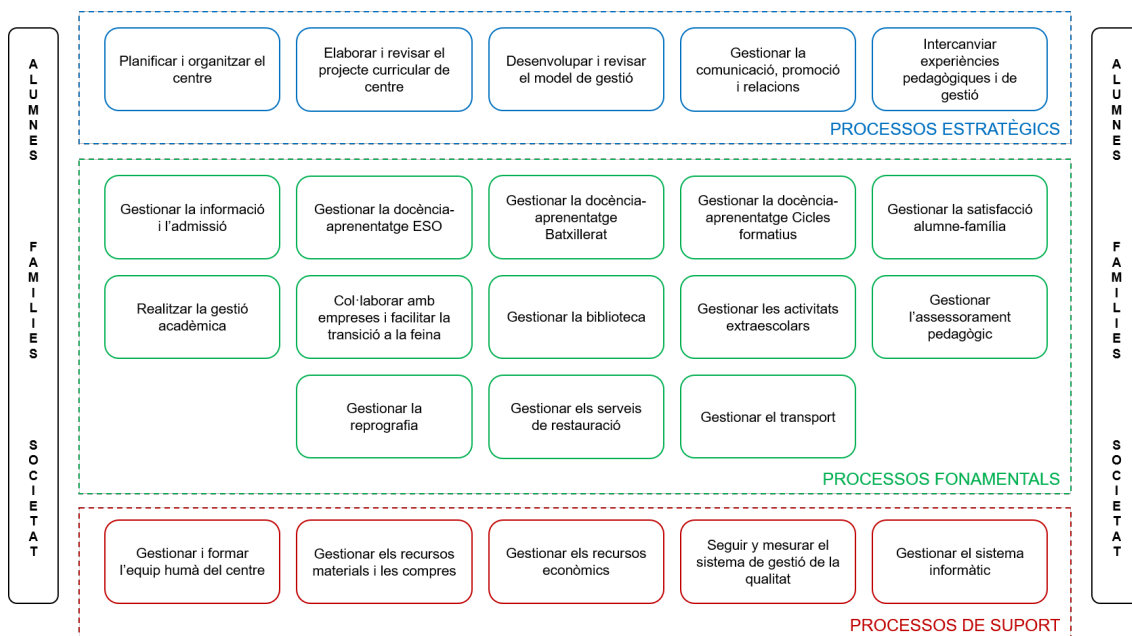 ALUMNES
FAMILIES
SOCIETAT
Planificar i organitzar el
centre
Elaborar i revisar el
projecte curricular de
centre
Desenvolupar i revisar
el model de gestió
Gestionar la
comunicació, promoció
i relacions
Intercanviar
experiències
pedagògiques i de
gestió
PROCESSOS ESTRATÈGICS
Gestionar la informació
i l’admissió
Gestionar la docència-
aprenentatge ESO
Gestionar la docència-
aprenentatge
Batxillerat
Gestionar la docència-
aprenentatge Cicles
formatius
Gestionar la satisfacció
alumne-família
Realitzar la gestió
acadèmica
Col·laborar amb
empreses i facilitar la
transició a la feina
Gestionar la biblioteca
Gestionar les activitats
extraescolars
Gestionar
l’assessorament
pedagògic
Gestionar la
reprografia
Gestionar els serveis
de restauració
Gestionar el transport
PROCESSOS FONAMENTALS
Gestionar i formar
l’equip humà del centre
Gestionar els recursos
materials i les compres
Gestionar els recursos
econòmics
Seguir y mesurar el
sistema de gestió de la
qualitat
Gestionar el sistema
informàtic
PROCESSOS DE SUPORT
ALUMNES
FAMILIES
SOCIETAT